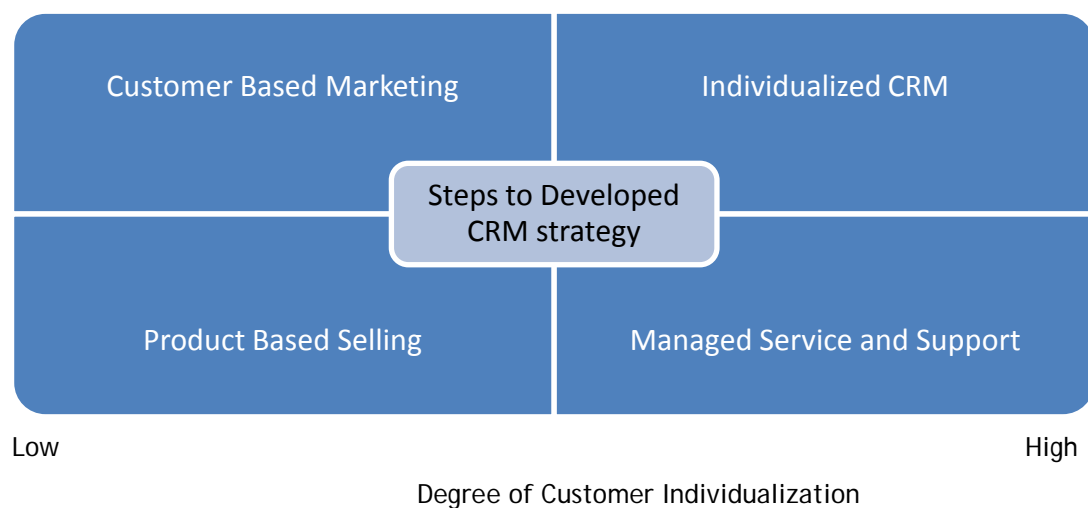 Customer Based Marketing
Individualized CRM
Steps to Developed
CRM strategy
Product Based Selling
Managed Service and Support
Low
High
Degree of Customer Individualization